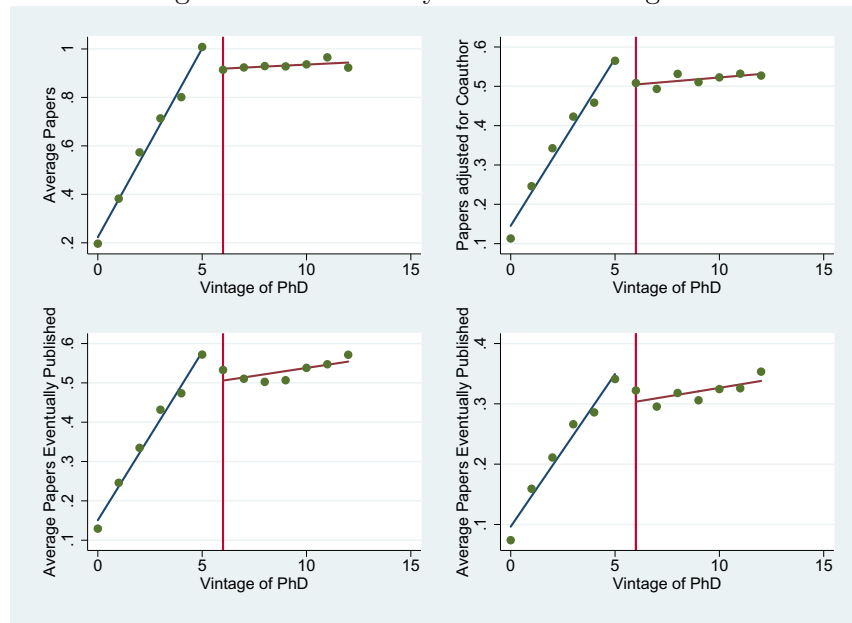 Average Papers
.2 .4 .6 .8 1
0 5 10 15
Vintage of PhD
Papers adjusted for Coauthor
.1 .2 .3 .4 .5 .6
0 5 10 15
Vintage of PhD
Average Papers Eventually Published
.1 .2 .3 .4 .5 .6
0 5 10 15
Vintage of PhD
Average Papers Eventually Published
.1 .2 .3 .4
0 5 10 15
Vintage of PhD